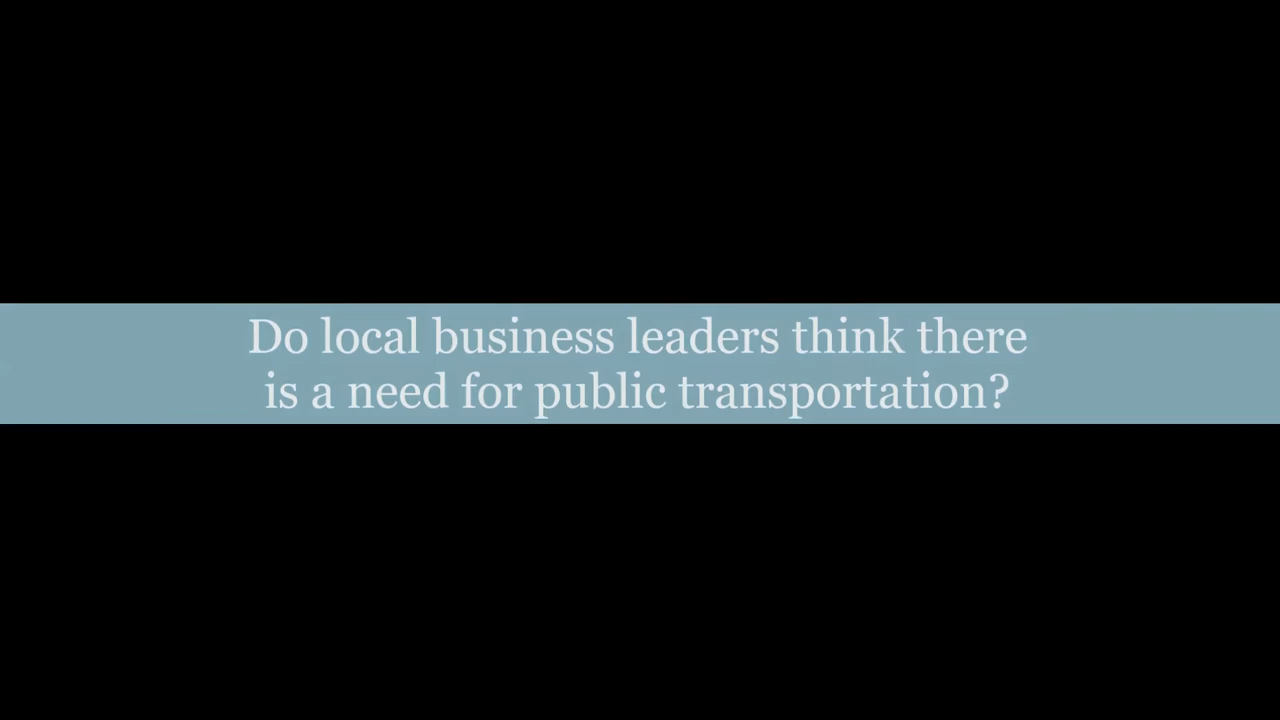 Do local business leaders think there
is a need for public transportation?